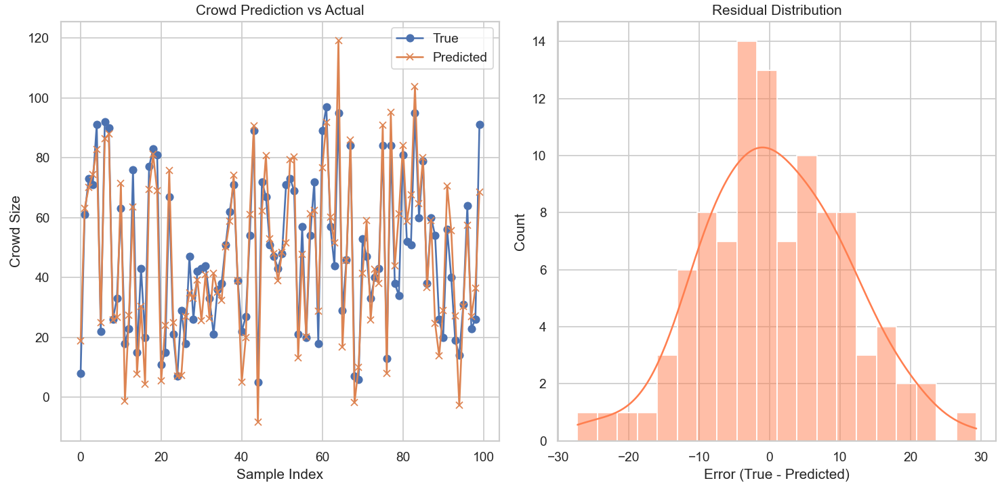 Crowd Prediction vs Actual
120
100
80
60
40
20
0
0 20 40 60 80 100
Crowd Size
Sample Index
True
Predicted
Residual Distribution
14
12
10
8
6
4
2
0
−30 −20 −10 0 10 20 30
Count
Error (True - Predicted)